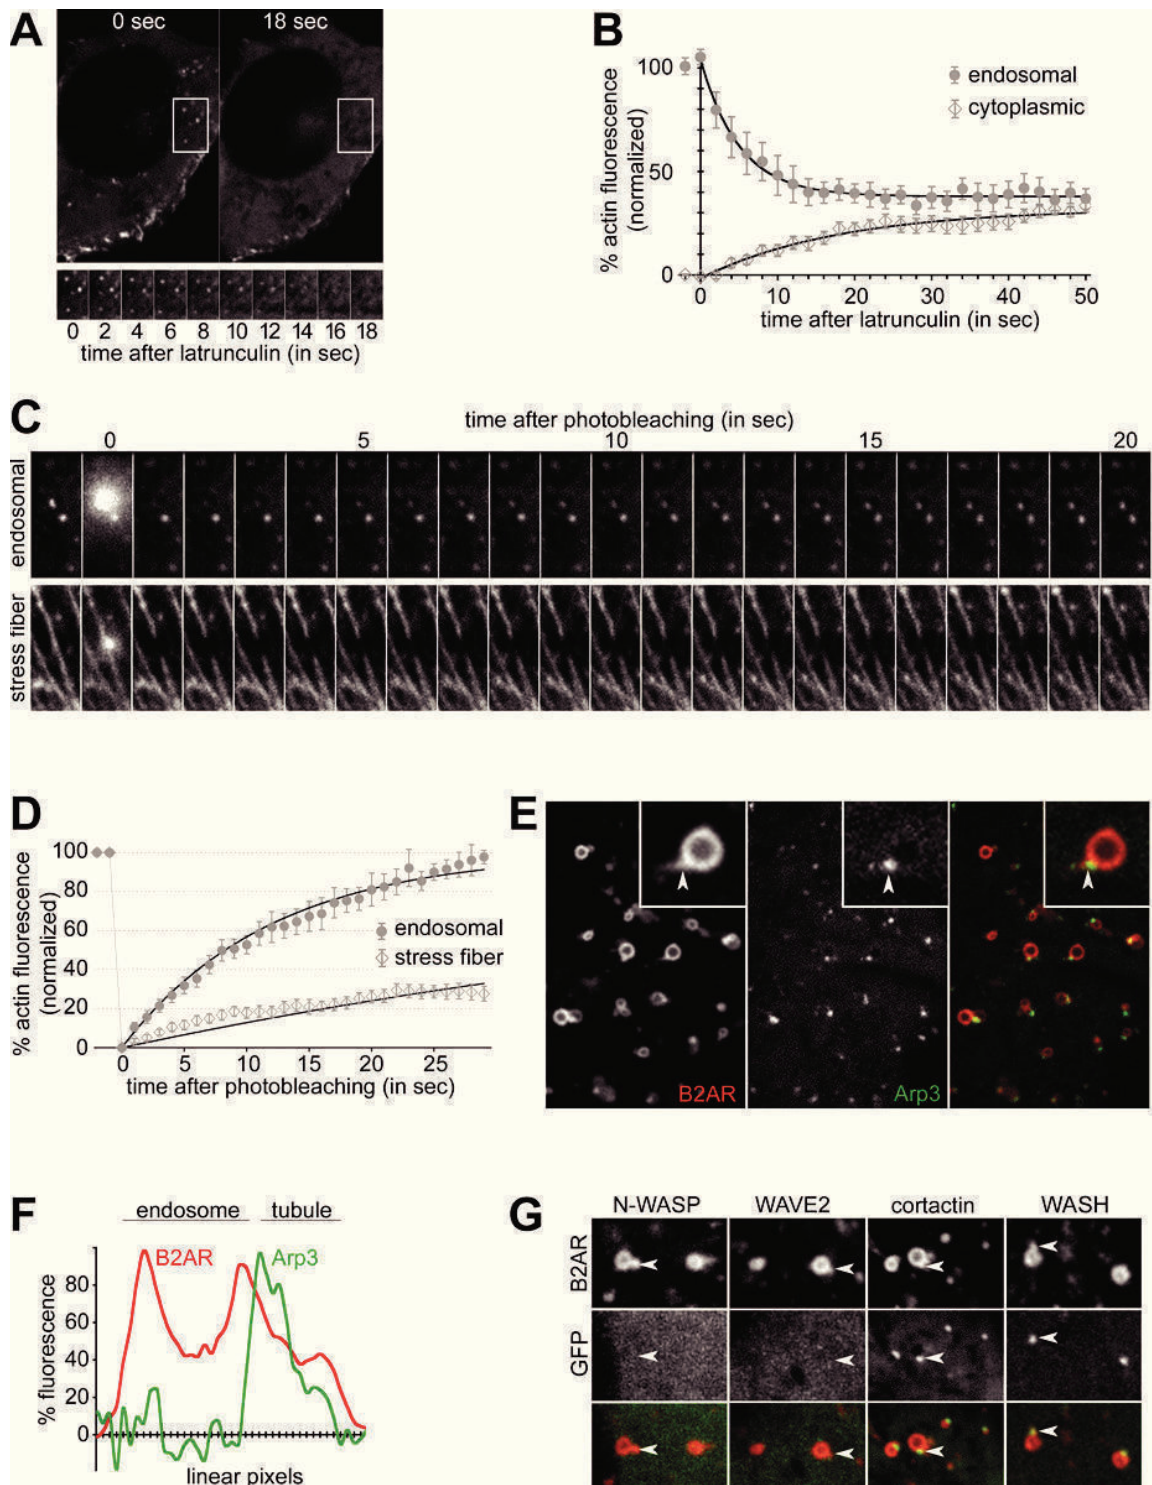 A
0 sec 18 sec
0 2 4 6 8 10 12 14 16 18
time after latrunculin (in sec)
B
% actin fluorescence
(normalized)
100
50
0
endosomal
cytoplasmic
0 10 20 30 40 50
time after latrunculin (in sec)
C
time after photobleaching (in sec)
0 5 10 15 20
endosomal
stress fiber
D
% actin fluorescence
(normalized)
100
80
60
40
20
0
endosomal
stress fiber
0 5 10 15 20 25
time after photobleaching (in sec)
E
B2AR
Arp3
F
endosome tubule
B2AR Arp3
% fluorescence
80
60
40
20
0
linear pixels
G
N-WASP WAVE2 cortactin WASH
B2AR
GFP